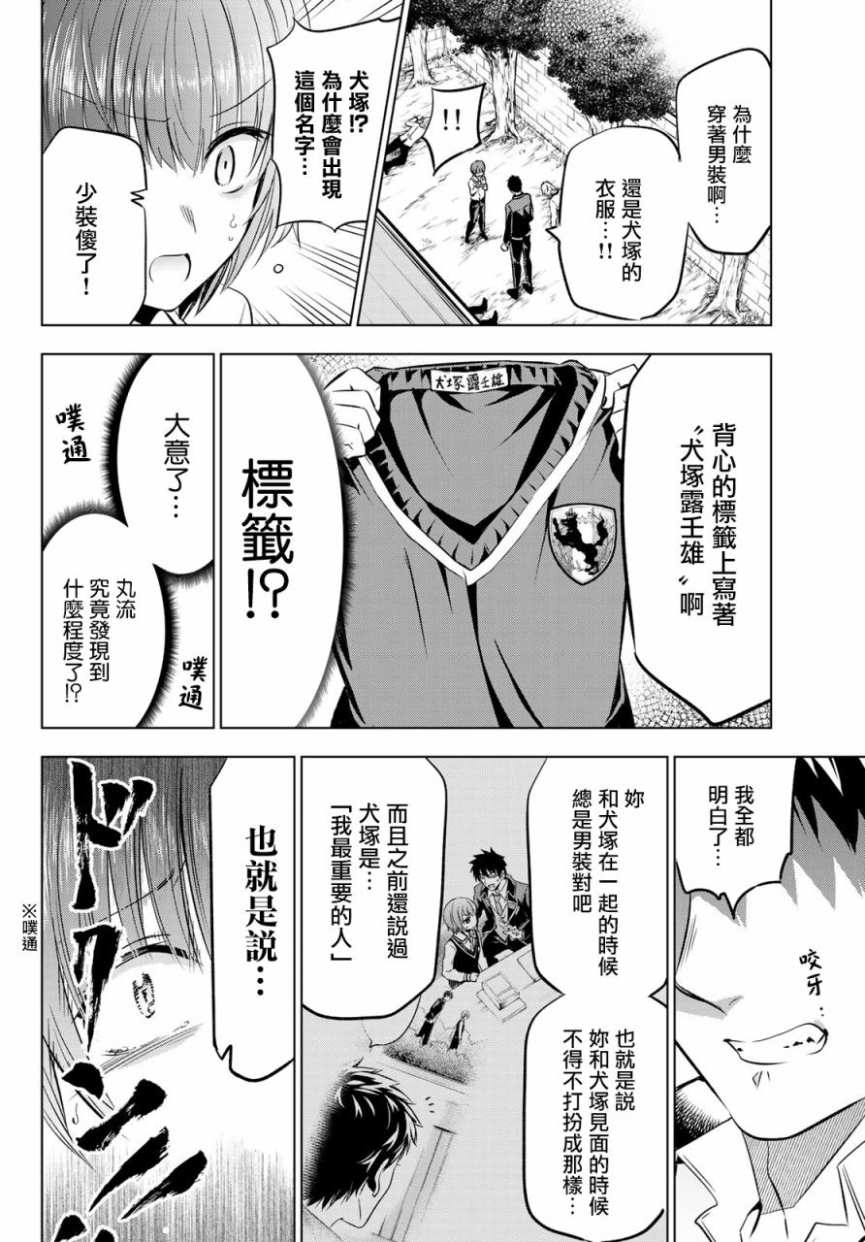 為什麼
穿著男裝啊…
還是犬塚的
衣服…!!
!!
犬塚!?
為什麼會出現
這個名字…
少裝傻了！
背心的標籤上寫著
〝犬塚露壬雄〞啊
犬塚露壬雄
標籤!?
大意了…
噗通
丸流
究竟發現到
什麼程度了!?
噗通
我全都
明白了…
咬牙…
妳
和犬塚在一起的時候
總是男裝對吧
也就是說
妳和犬塚見面的時候
不得不打扮成那樣…
而且之前還說過
犬塚是…
「我最重要的人」
也就是說…
ドクンン…
※噗通